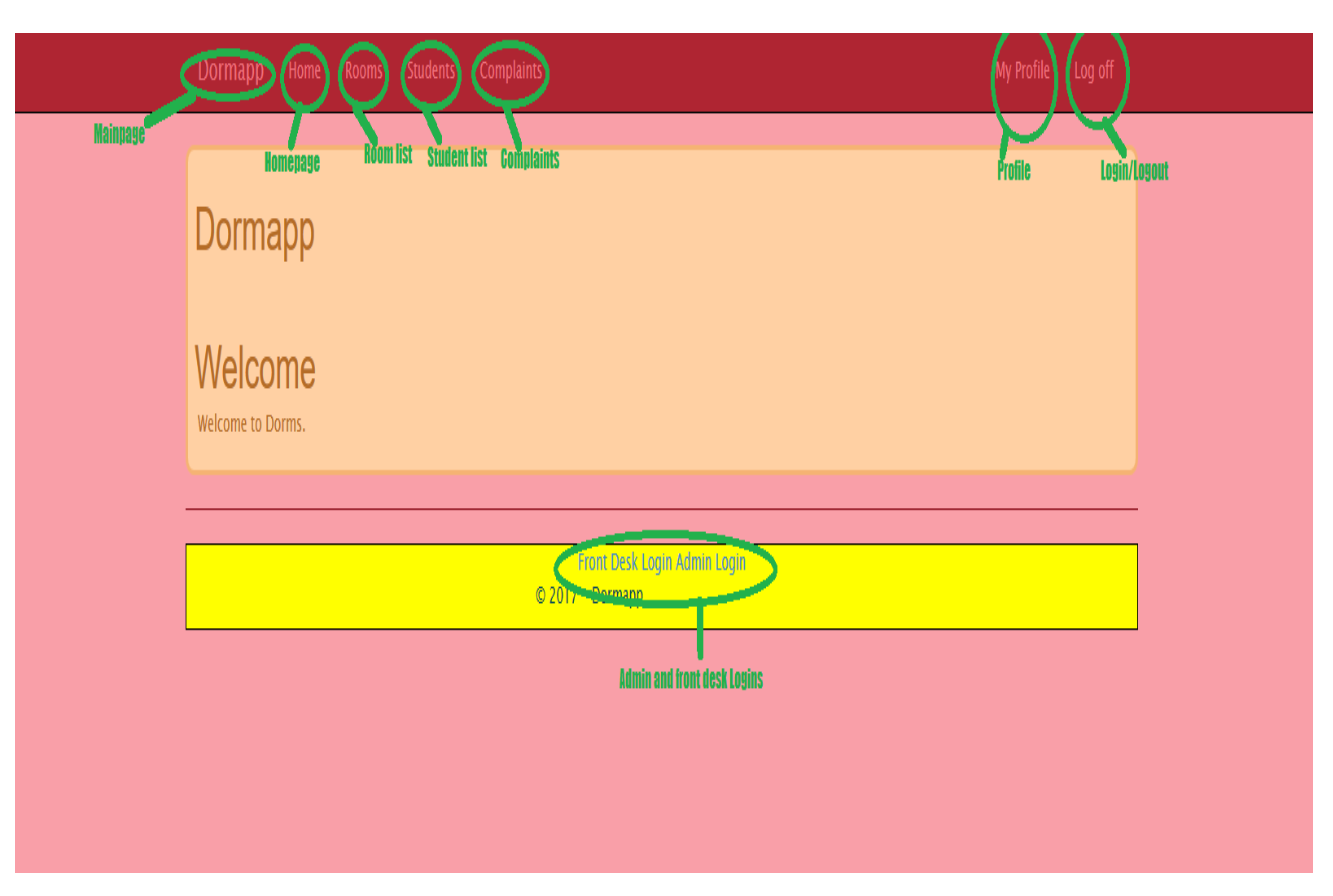 Dormapp Home Rooms Students Complaints My Profile Log off
Mainpage Homepage Room list Student list Complaints Profile Login/Logout
Dormapp
Welcome
Welcome to Dorms.
Front Desk Login Admin Login
© 2017 - Dormapp
Admin and front desk Logins